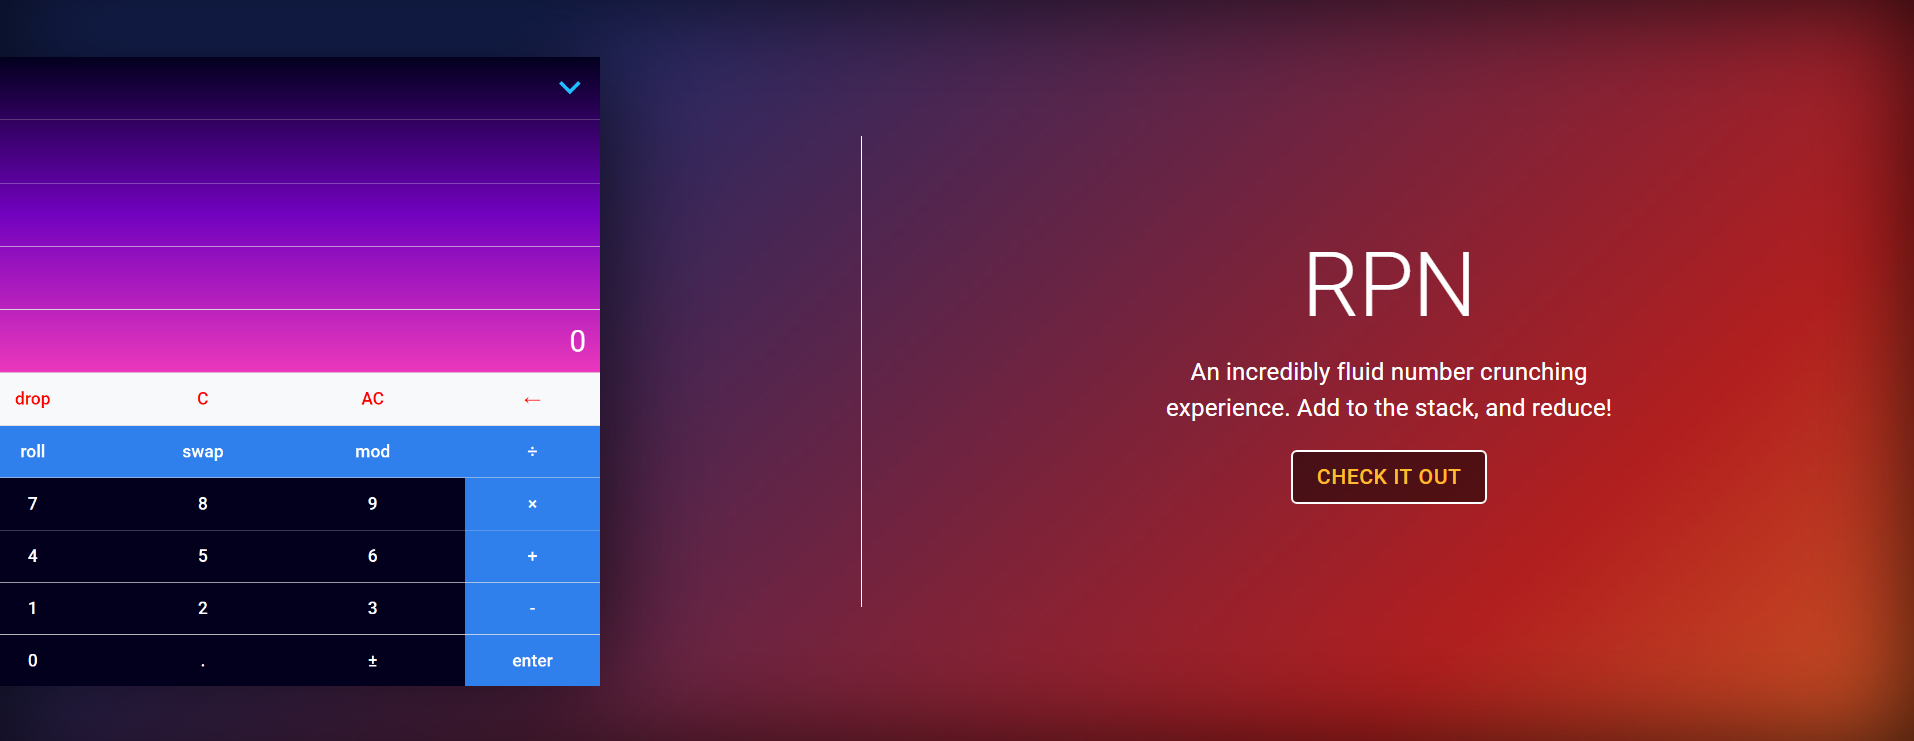 0
drop C AC ←
roll swap mod ÷
7 8 9 ×
4 5 6 +
1 2 3 -
0 . ± enter
RPN
An incredibly fluid number crunching
experience. Add to the stack, and reduce!
CHECK IT OUT